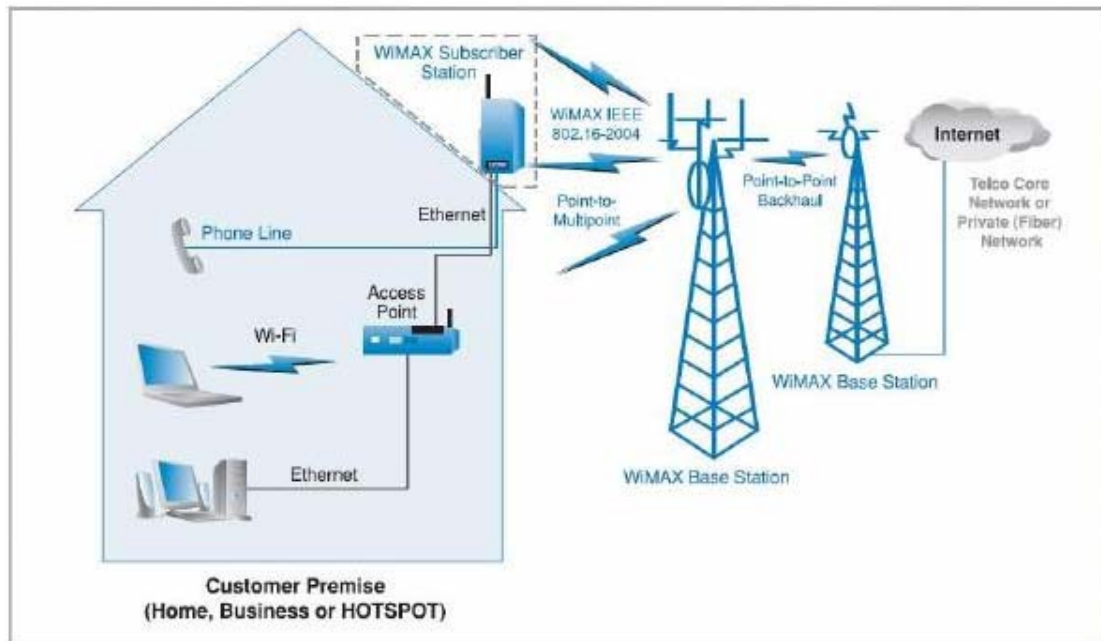 WiMAX Subscriber
Station
WiMAX IEEE
802.16-2004
Internet
Point-to-Point
Backhaul
Telco Core
Network or
Private (Fiber)
Network
Ethernet
Point-to-
Multipoint
Phone Line
Access
Point
Wi-Fi
WiMAX Base Station
Ethernet
WiMAX Base Station
Customer Premise
(Home, Business or HOTSPOT)